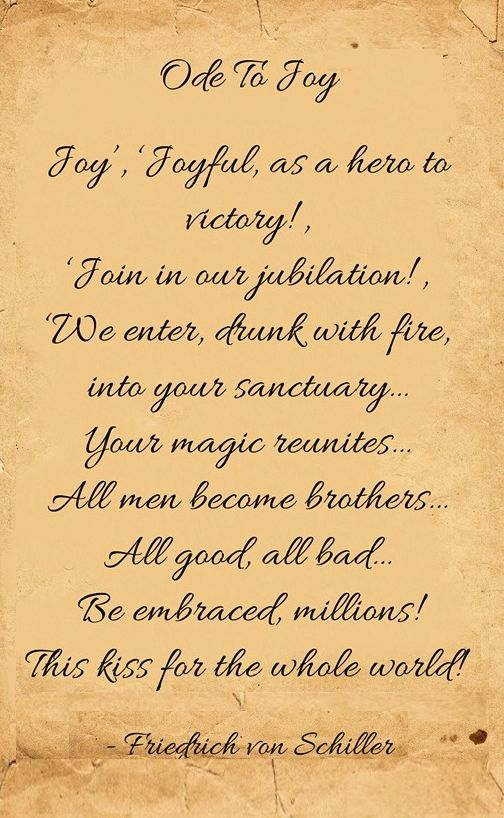 Ode To Joy
Joy', 'Joyful, as a hero to
victory!,
'Join in our jubilation!,
'We enter, drunk with fire,
into your sanctuary...
Your magic reunites...
All men become brothers...
All good, all bad...
Be embraced, millions!
This kiss for the whole world!
- Friedrich von Schiller